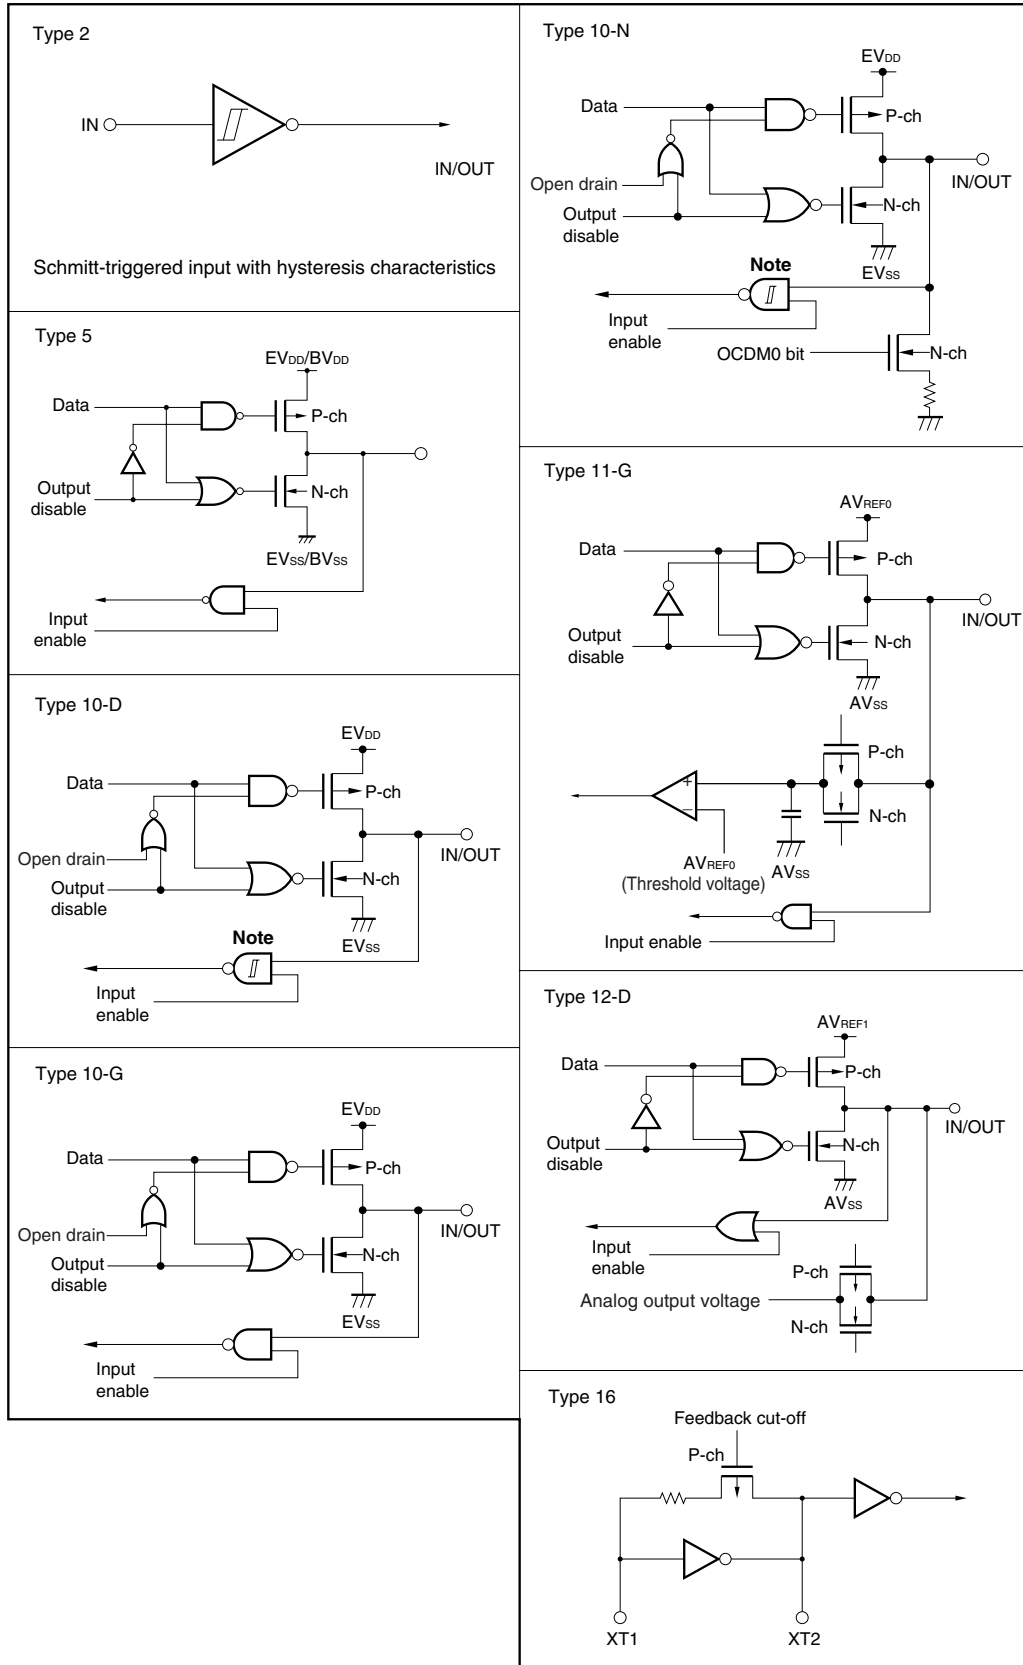 Type 2
IN
IN/OUT
Schmitt-triggered input with hysteresis characteristics
Type 5
EVDD/BVDD
Data
P-ch
Output
disable
N-ch
EVSS/BVSS
Input
enable
Type 10-D
EVDD
Data
P-ch
IN/OUT
Open drain
Output
disable
N-ch
EVSS
Note
Input
enable
Type 10-G
EVDD
Data
P-ch
IN/OUT
Open drain
Output
disable
N-ch
EVSS
Input
enable
Type 10-N
EVDD
Data
P-ch
IN/OUT
Open drain
Output
disable
N-ch
EVSS
Note
Input
enable
OCDM0 bit
N-ch
Type 11-G
AVREF0
Data
P-ch
IN/OUT
Output
disable
N-ch
AVSS
P-ch
N-ch
+
−
AVREF0
(Threshold voltage)
AVSS
Input enable
Type 12-D
AVREF1
Data
P-ch
IN/OUT
Output
disable
N-ch
AVSS
Input
enable
P-ch
Analog output voltage
N-ch
Type 16
Feedback cut-off
P-ch
XT1
XT2